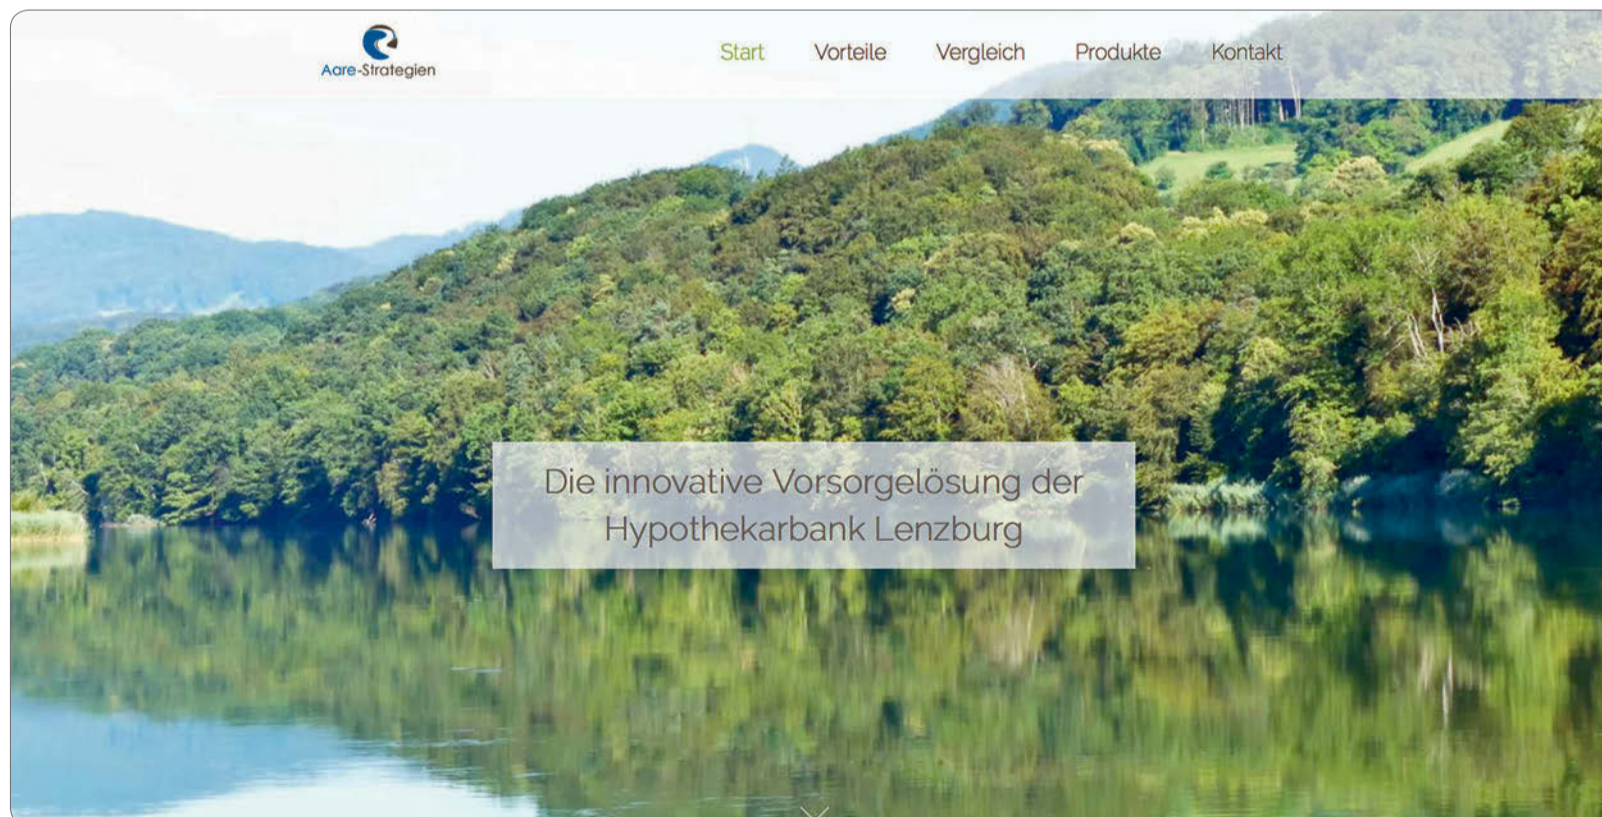 Aare-Strategien
Start Vorteile Vergleich Produkte Kontakt
Die innovative Vorsorgelösung der
Hypothekarbank Lenzburg